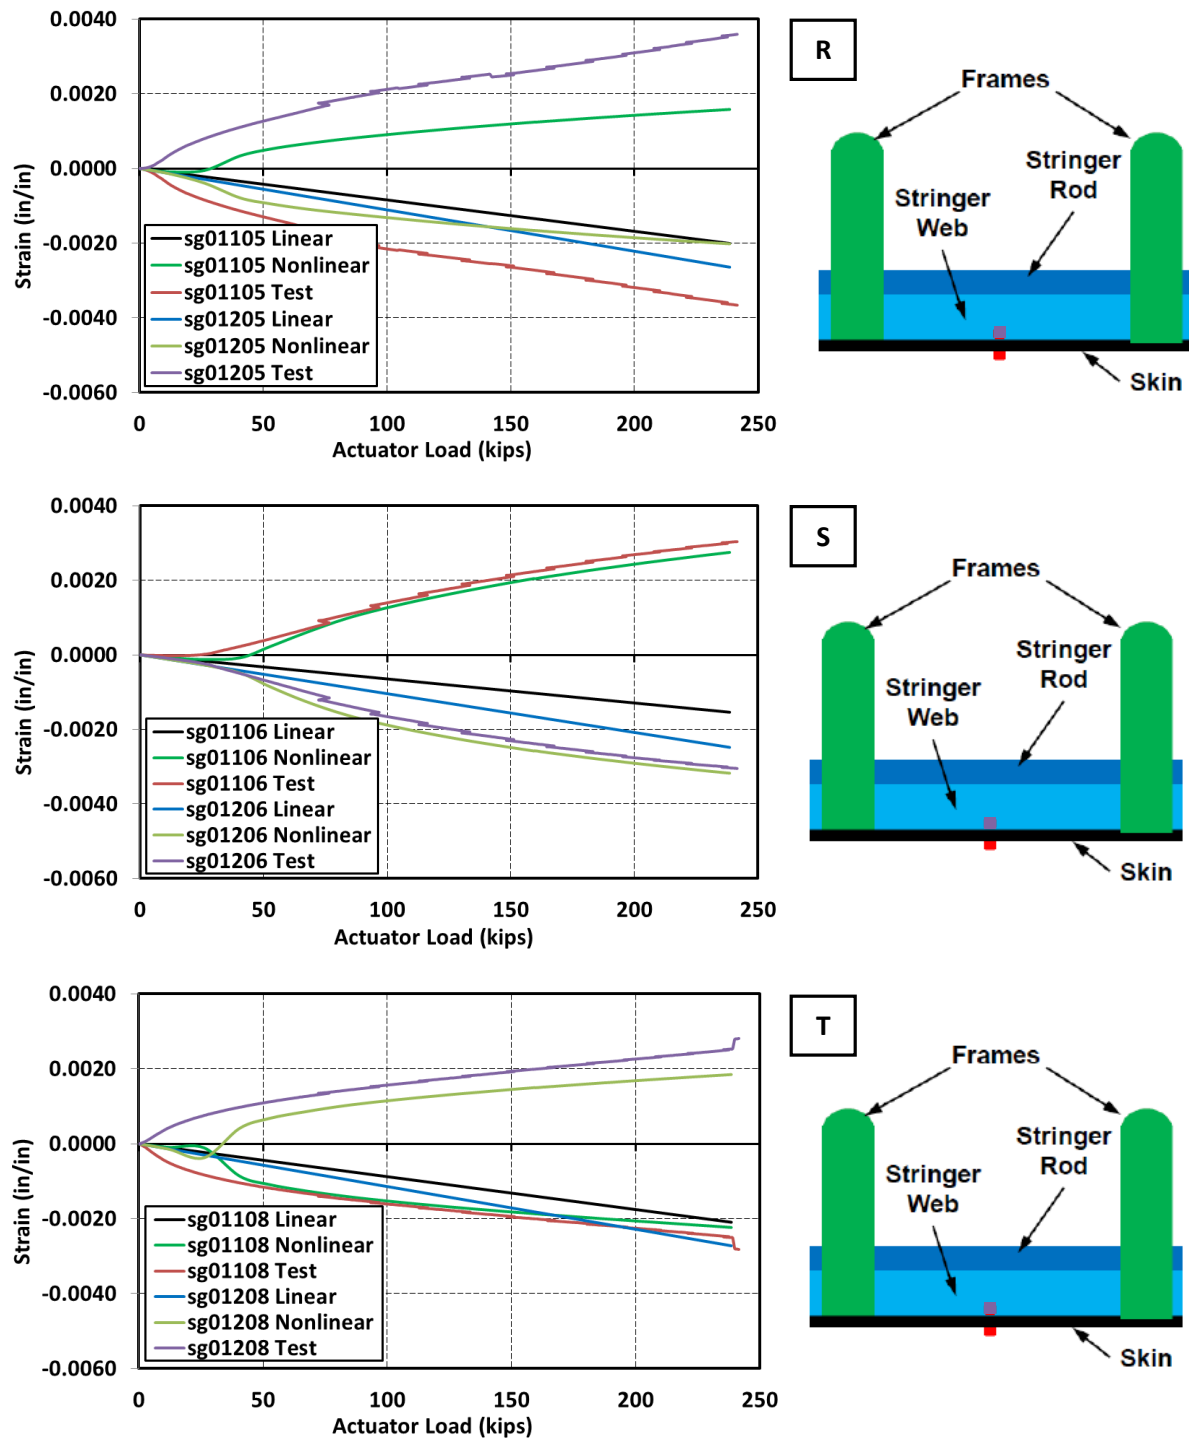 0.0040
0.0020
0.0000
-0.0020
-0.0040
-0.0060
Strain (in/in)
sg01105 Linear
sg01105 Nonlinear
sg01105 Test
sg01205 Linear
sg01205 Nonlinear
sg01205 Test
0 50 100 150 200 250
Actuator Load (kips)
R
Frames
Stringer
Rod
Stringer
Web
Skin
0.0040
0.0020
0.0000
-0.0020
-0.0040
-0.0060
Strain (in/in)
sg01106 Linear
sg01106 Nonlinear
sg01106 Test
sg01206 Linear
sg01206 Nonlinear
sg01206 Test
0 50 100 150 200 250
Actuator Load (kips)
S
Frames
Stringer
Rod
Stringer
Web
Skin
0.0040
0.0020
0.0000
-0.0020
-0.0040
-0.0060
Strain (in/in)
sg01108 Linear
sg01108 Nonlinear
sg01108 Test
sg01208 Linear
sg01208 Nonlinear
sg01208 Test
0 50 100 150 200 250
Actuator Load (kips)
T
Frames
Stringer
Rod
Stringer
Web
Skin